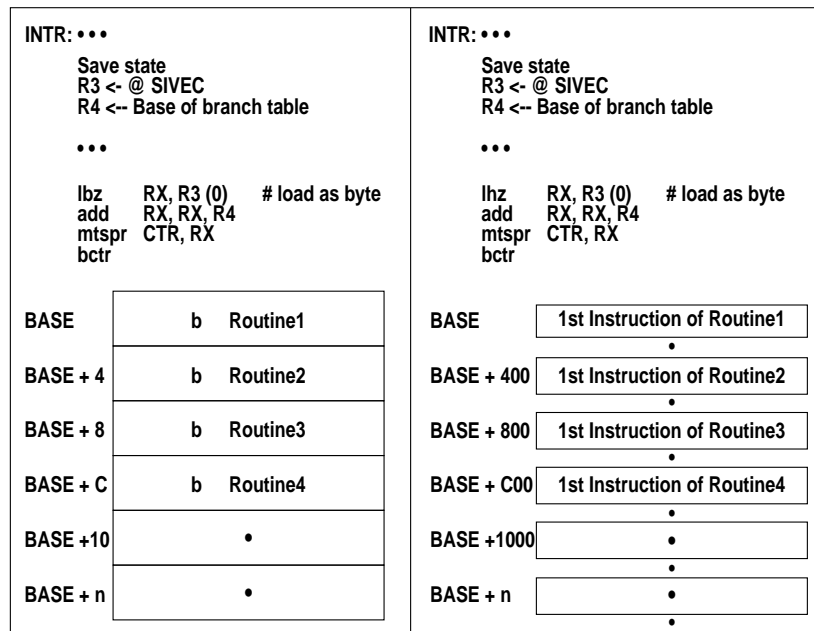 INTR: • • •
Save state
R3 <- @ SIVEC
R4 <-- Base of branch table
• • •
lbz RX, R3 (0) # load as byte
add RX, RX, R4
mtspr CTR, RX
bctr
BASE b Routine1
BASE + 4 b Routine2
BASE + 8 b Routine3
BASE + C b Routine4
BASE +10 •
BASE + n •
INTR: • • •
Save state
R3 <- @ SIVEC
R4 <-- Base of branch table
• • •
lhz RX, R3 (0) # load as byte
add RX, RX, R4
mtspr CTR, RX
bctr
BASE 1st Instruction of Routine1
•
BASE + 400 1st Instruction of Routine2
•
BASE + 800 1st Instruction of Routine3
•
BASE + C00 1st Instruction of Routine4
•
BASE +1000 •
•
BASE + n •
•